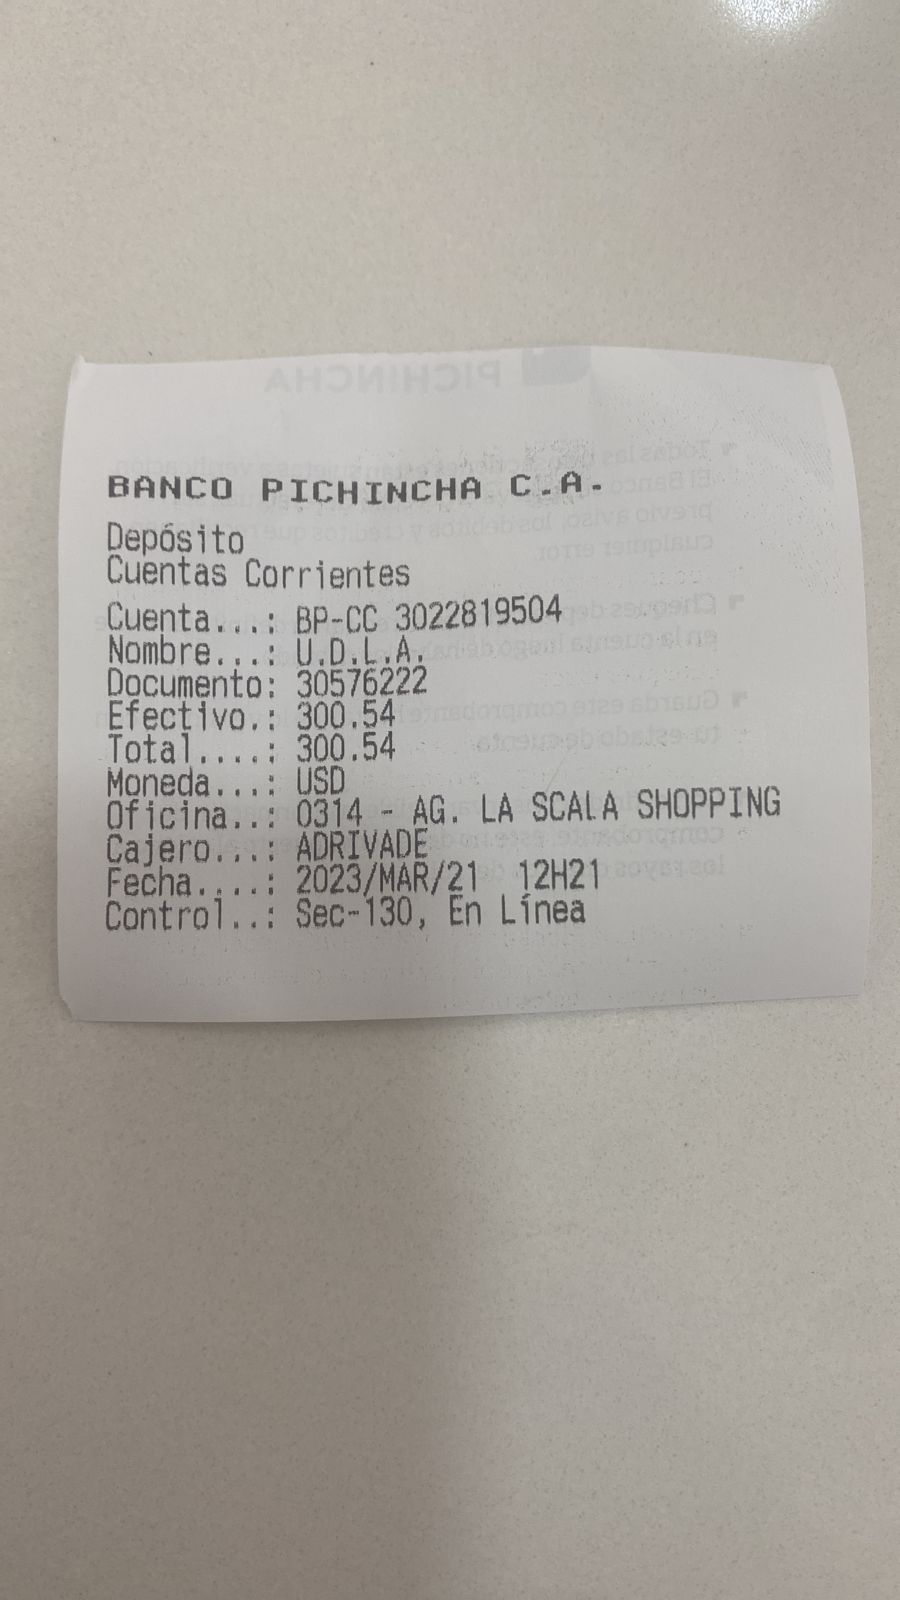 PICHINCHA
BANCO PICHINCHA C.A.
Depósito
Cuentas Corrientes
Cuenta...: BP-CC 3022819504
Nombre...: U.D.L.A.
Documento: 30576222
Efectivo.: 300.54
Total....: 300.54
Moneda...: USD
Oficina..: 0314 - AG. LA SCALA SHOPPING
Cajero...: ADRIVADE
Fecha....: 2023/MAR/21 12H21
Control..: Sec-130, En Línea